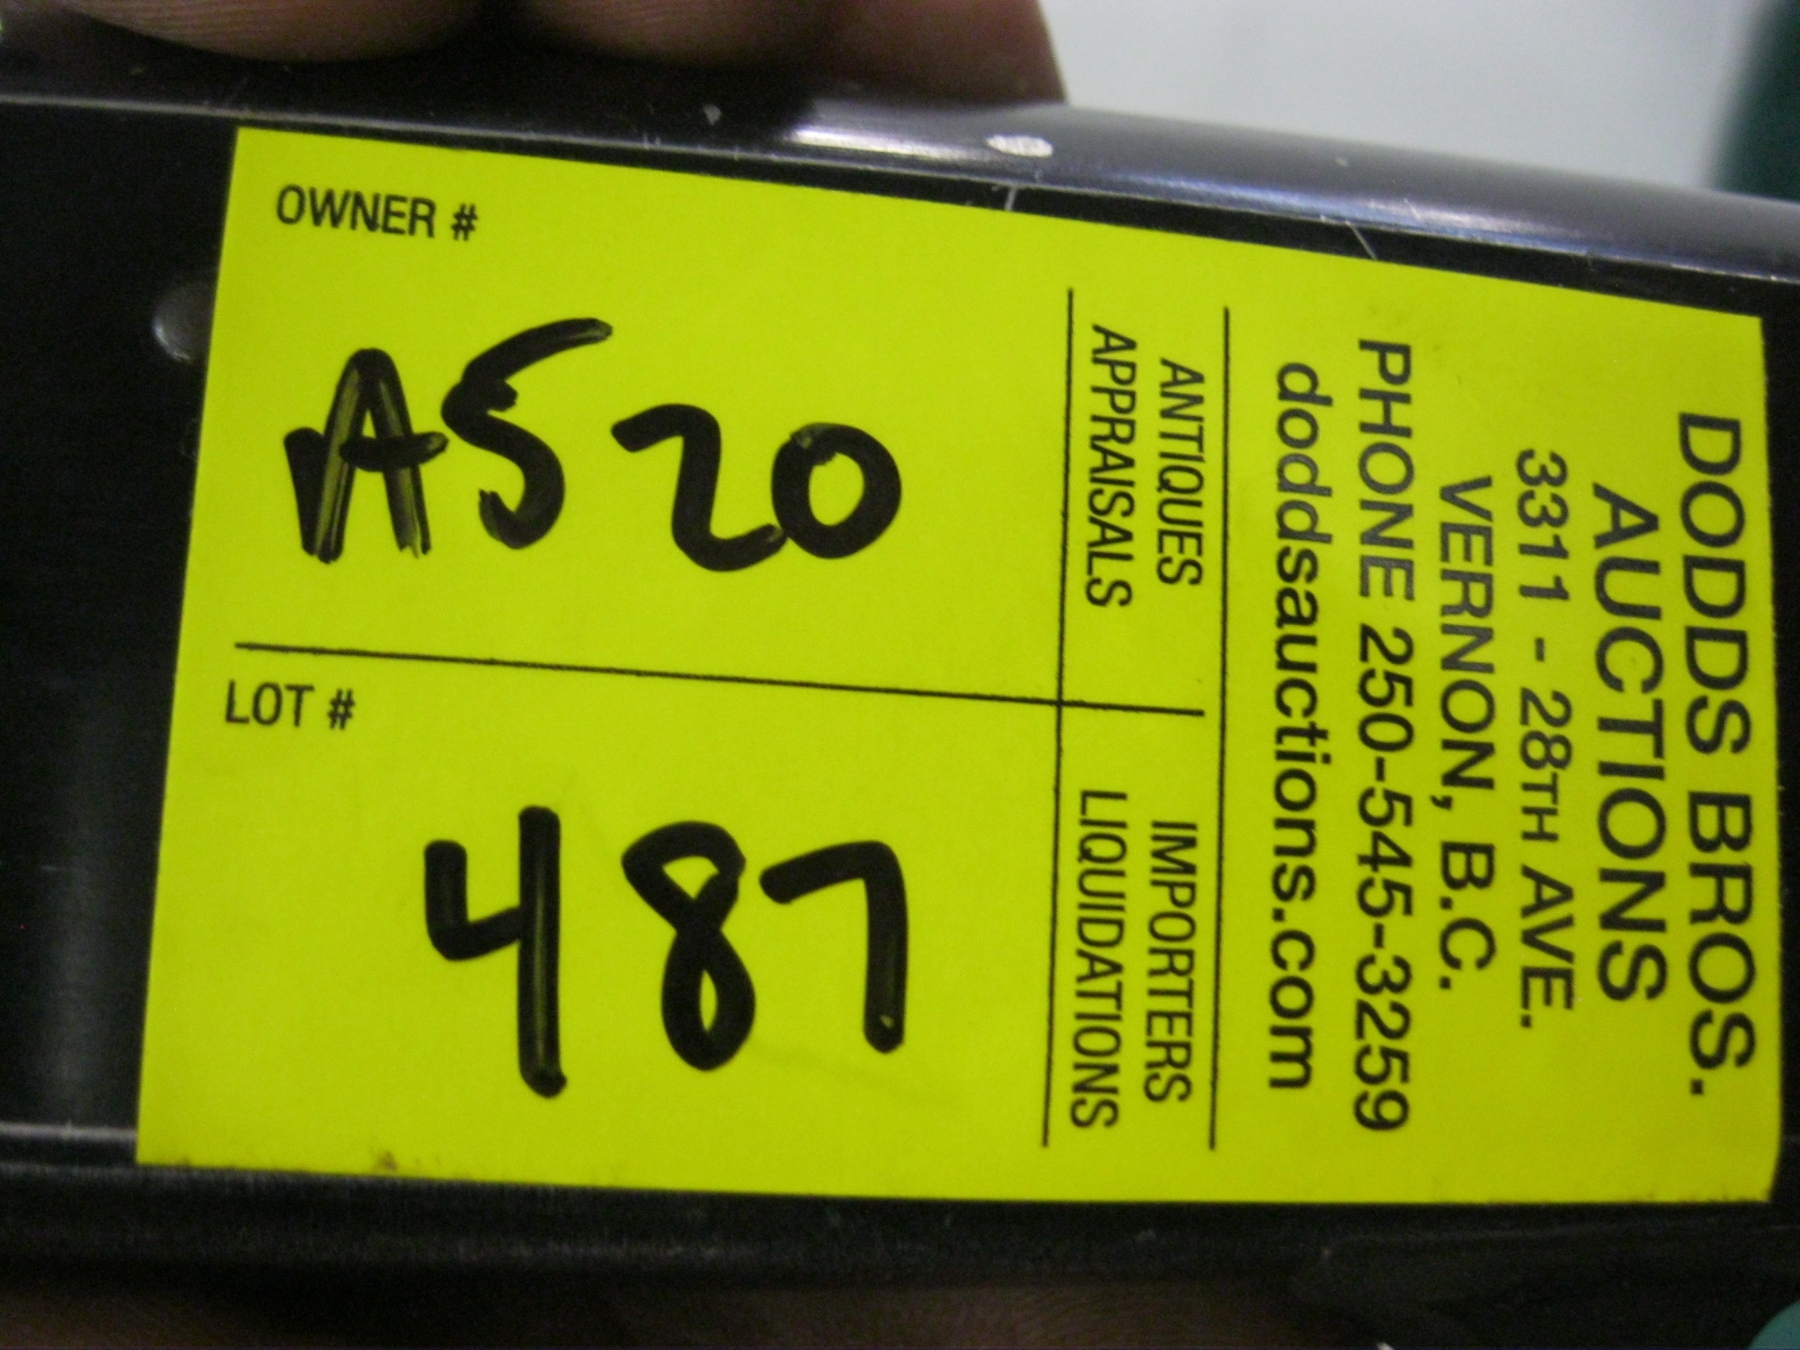 DODDS BROS.
AUCTIONS
3311 - 28TH AVE.
VERNON, B.C.
PHONE 250-545-3259
doddsauctions.com
ANTIQUES
APPRAISALS
IMPORTERS
LIQUIDATIONS
OWNER #
A520
LOT #
487